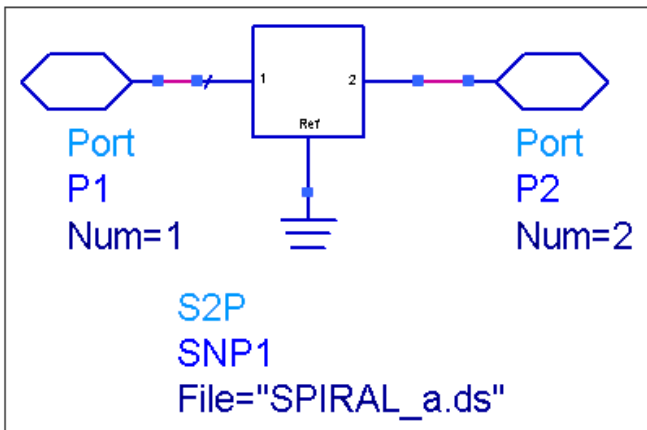 1
2
Ref
Port
P1
Num=1
Port
P2
Num=2
S2P
SNP1
File="SPIRAL_a.ds"